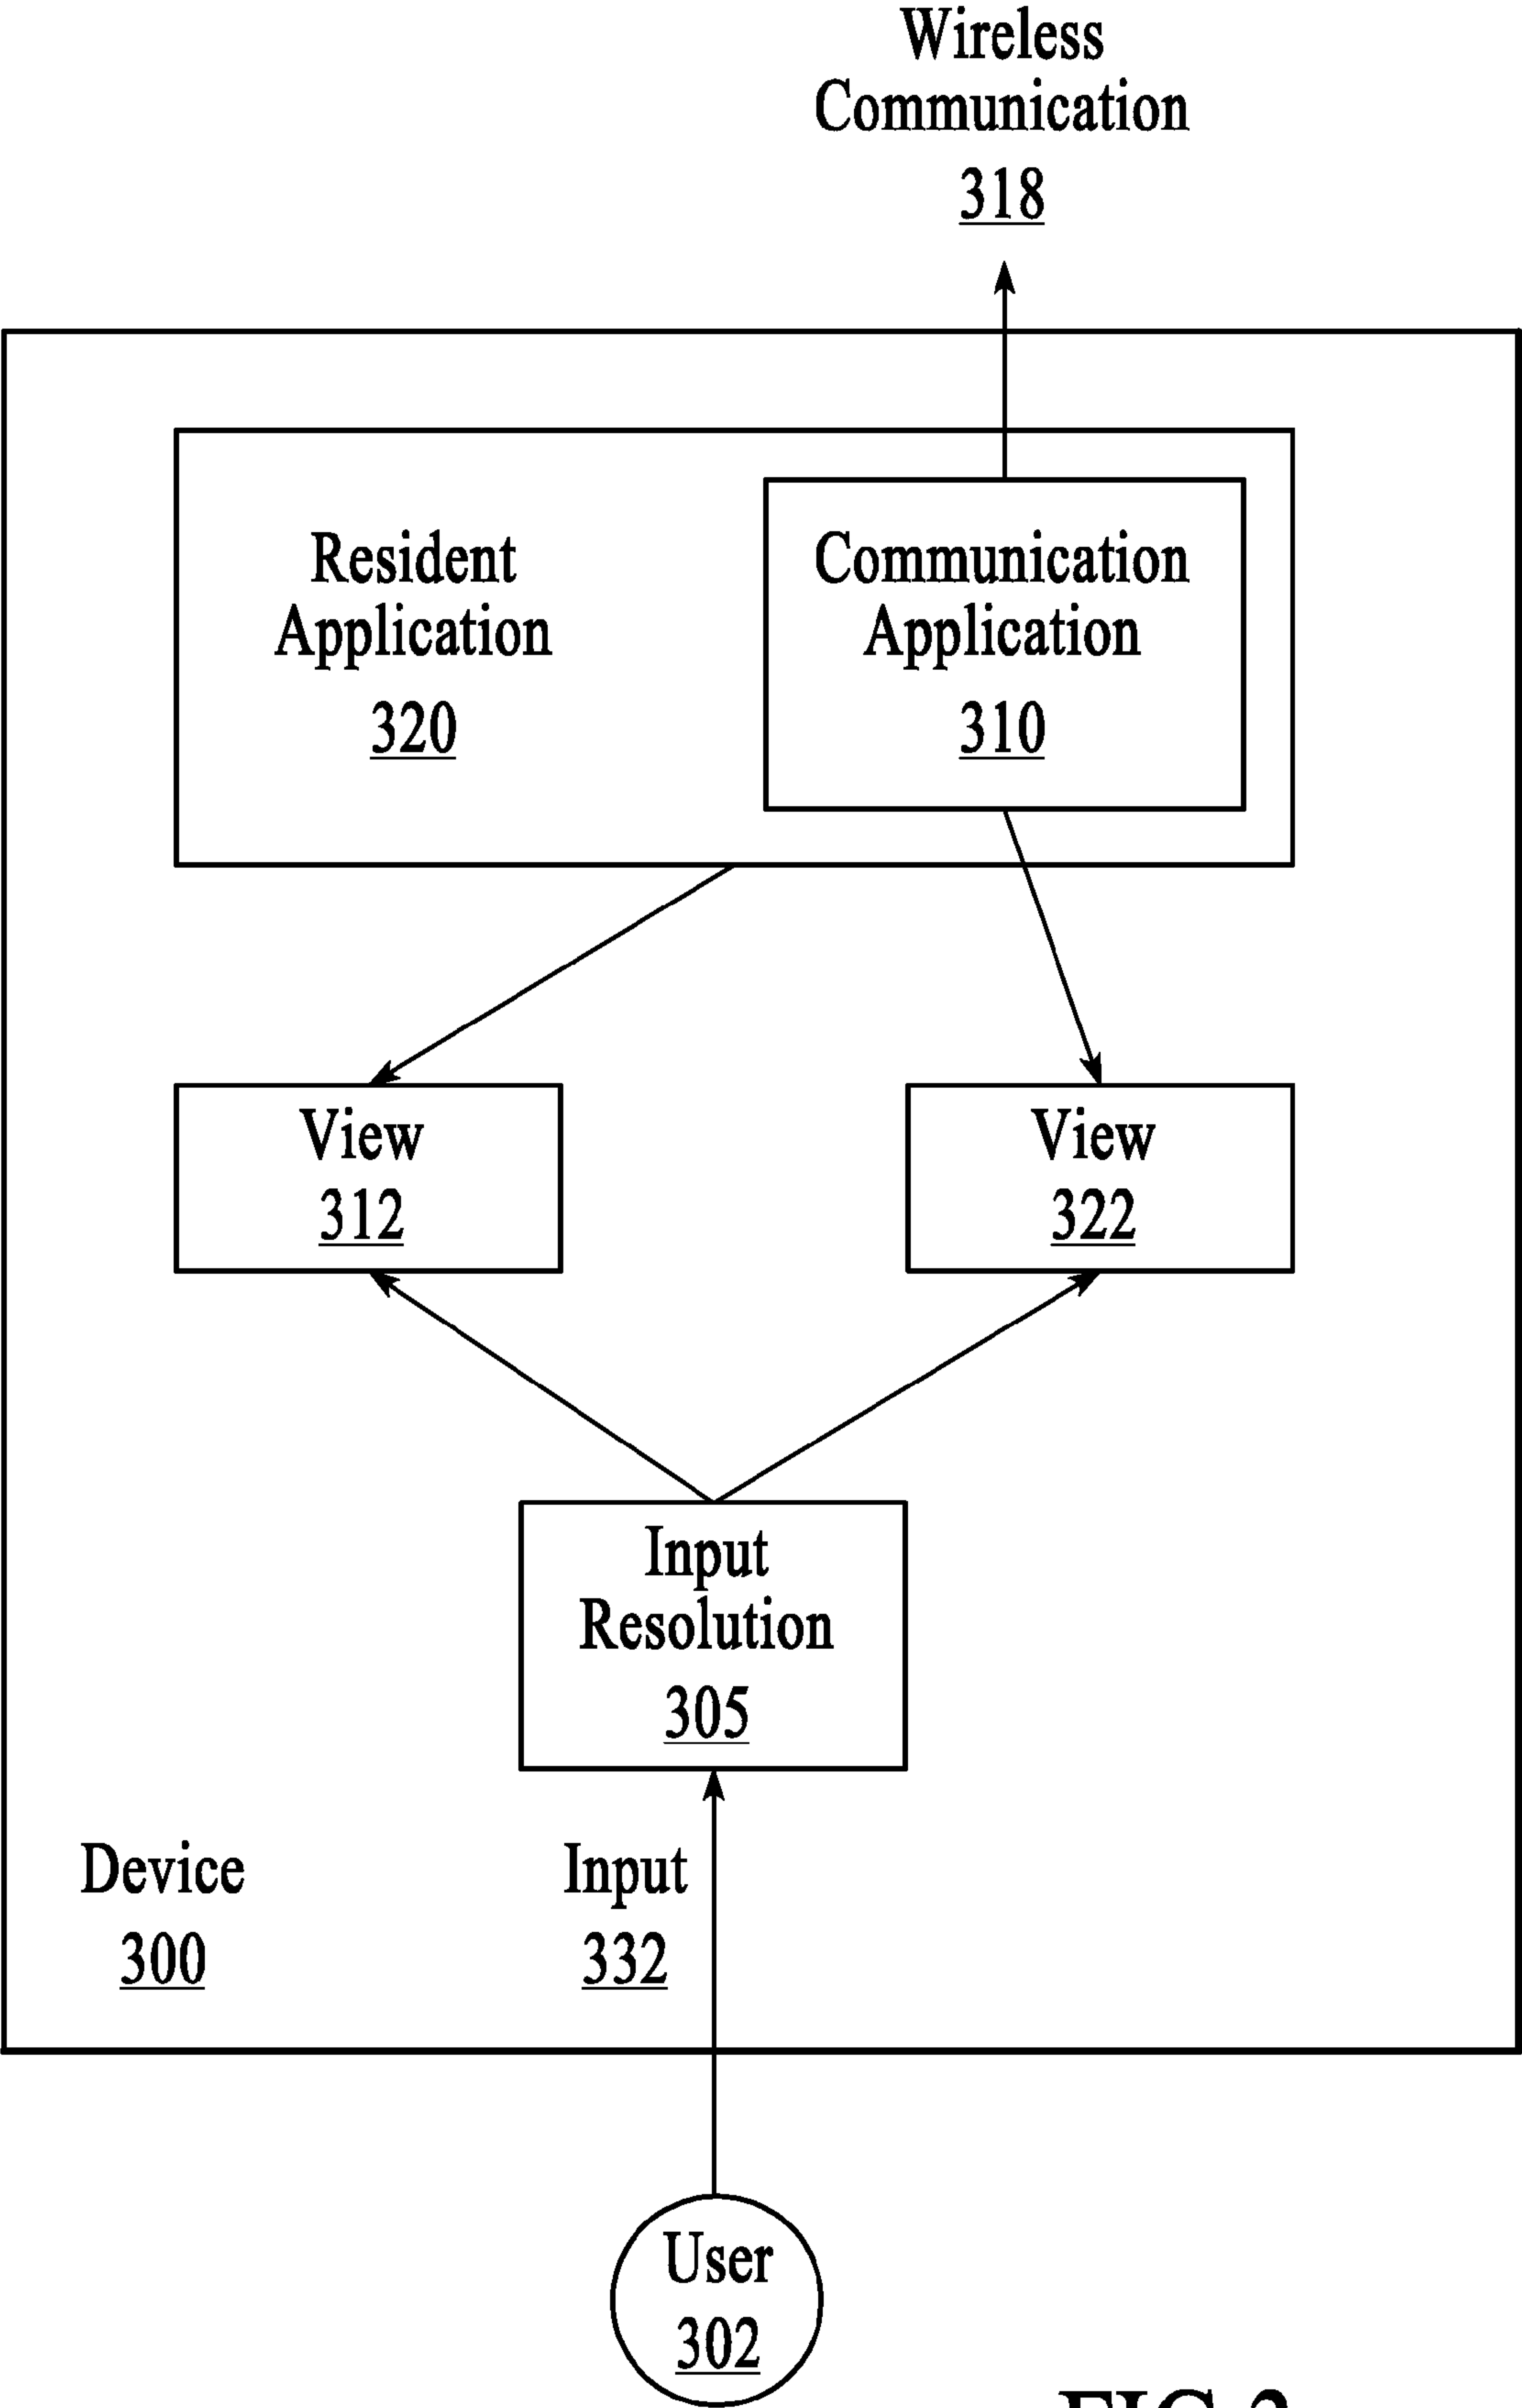 Wireless
Communication
318
Resident
Application
320
Communication
Application
310
View
312
View
322
Input
Resolution
305
Device
300
Input
332
User
302